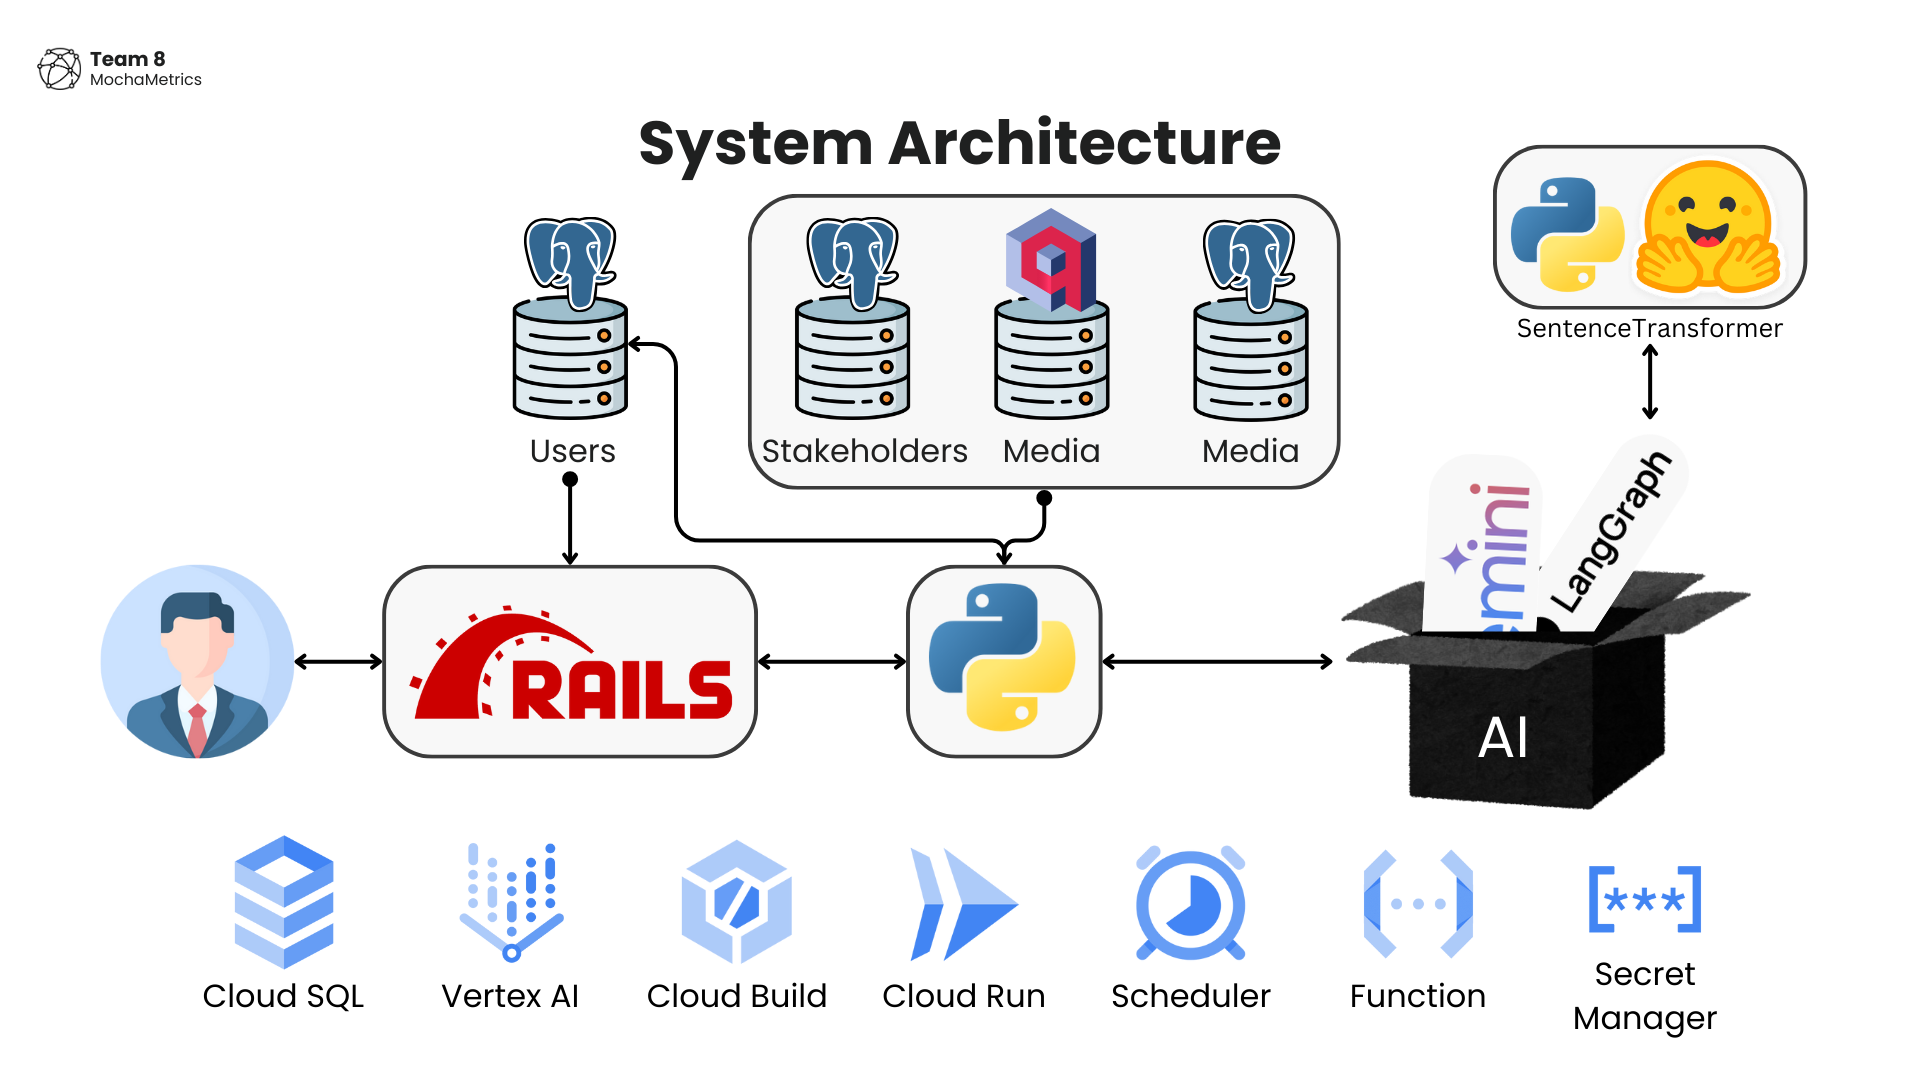 Team 8
MochaMetrics
System Architecture
SentenceTransformer
Users
Stakeholders
Media
Media
emini
LangGraph
RAILS
AI
Cloud SQL
Vertex AI
Cloud Build
Cloud Run
Scheduler
Function
Secret
Manager